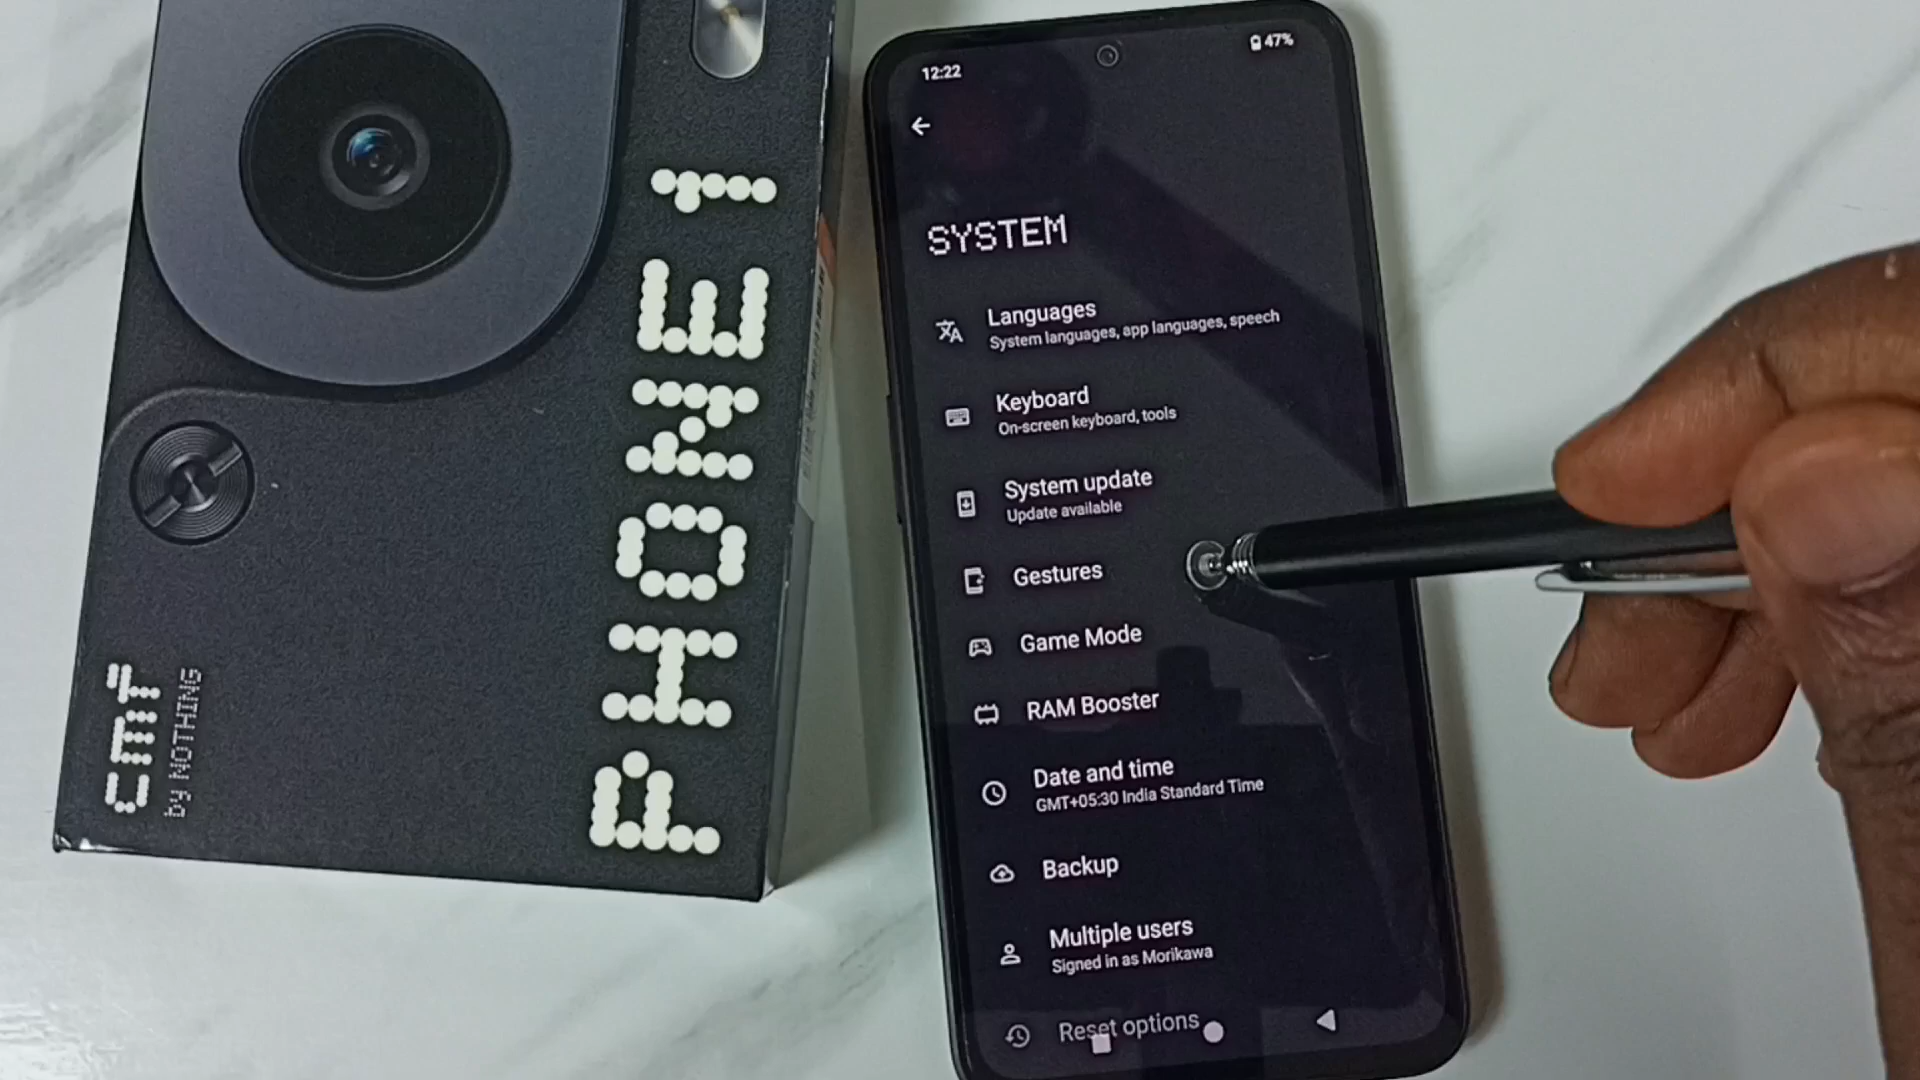 PHONE 1
CMF
by NOTHING
12:22
47%
SYSTEM
Languages
System languages, app languages, speech
Keyboard
On-screen keyboard, tools
System update
Update available
Gestures
Game Mode
RAM Booster
Date and time
GMT+05:30 India Standard Time
Backup
Multiple users
Signed in as Morikawa
Reset options